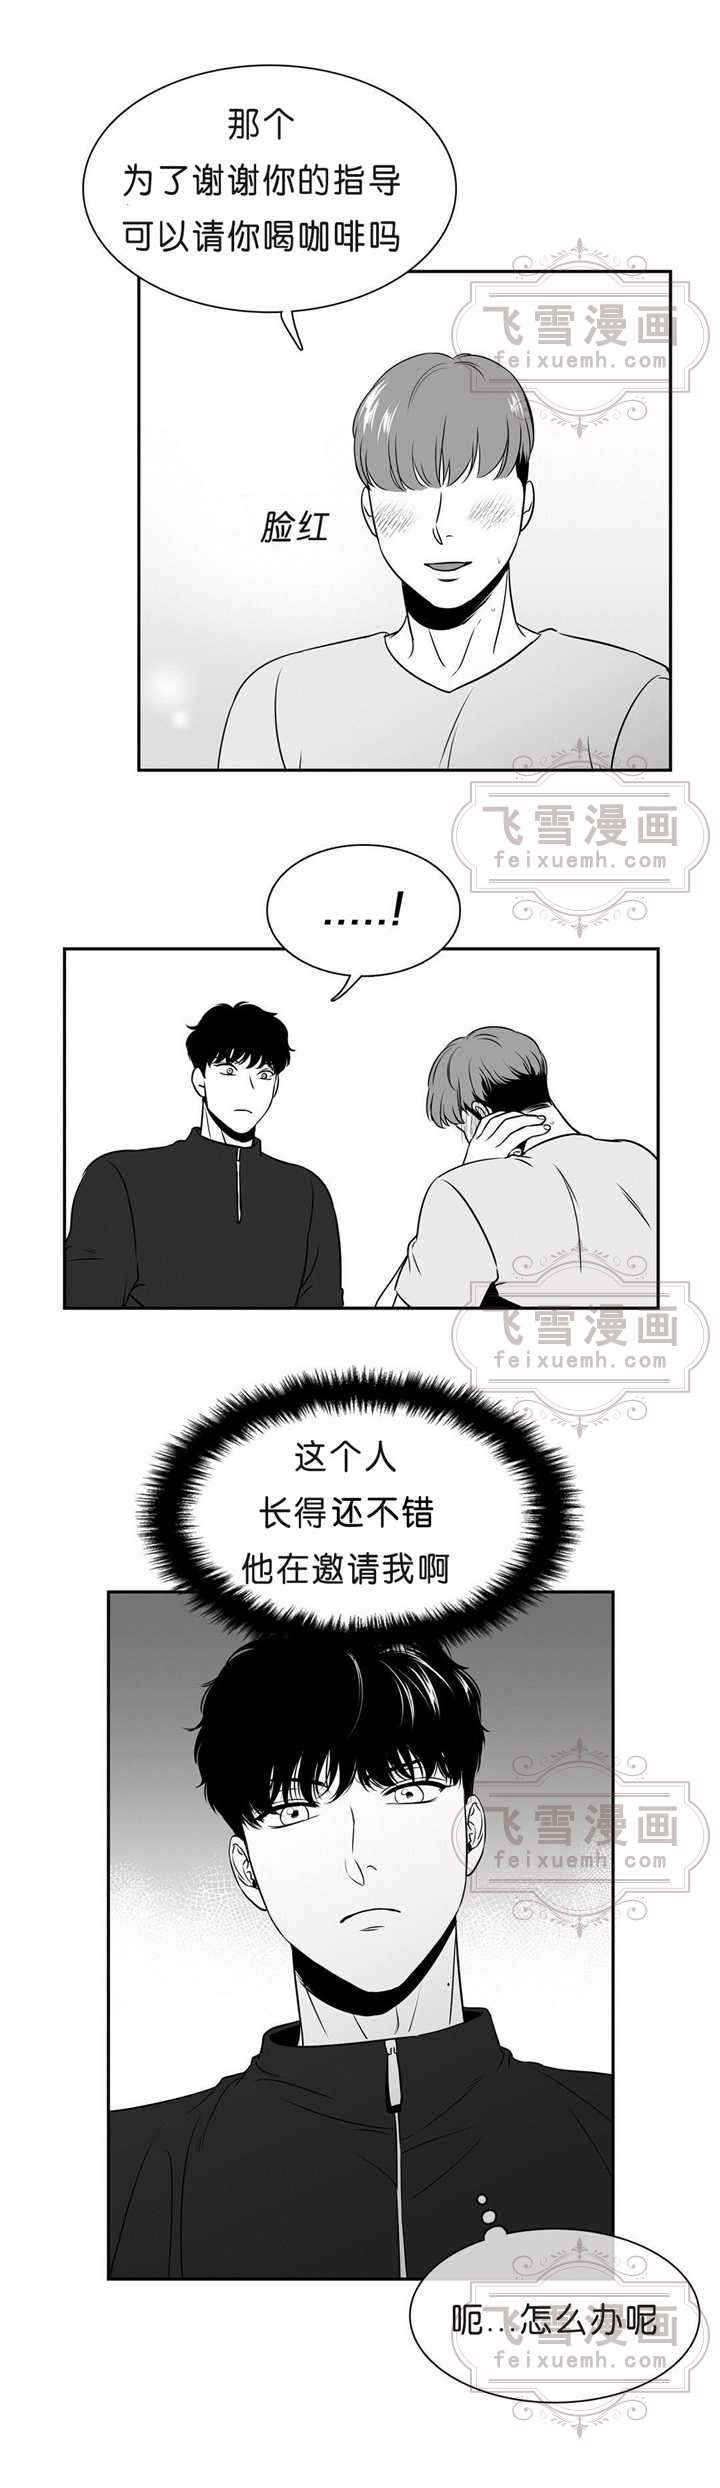 那个
为了谢谢你的指导
可以请你喝咖啡吗
飞雪漫画
feixuemh.com
脸红
飞雪漫画
feixuemh.com
.....!
飞雪漫画
feixuemh.com
这个人
长得还不错
他在邀请我啊
飞雪漫画
feixuemh.com
呃...怎么办呢
飞雪漫画
feixuemh.com